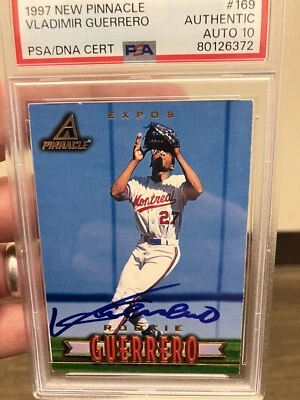 1997 NEW PINNACLE #169
VLADIMIR GUERRERO AUTHENTIC
AUTO 10
PSA/DNA CERT PSA 80126372
EXPOS
A
PINNACLE
Montreal
27
ROOKIE
GUERRERO